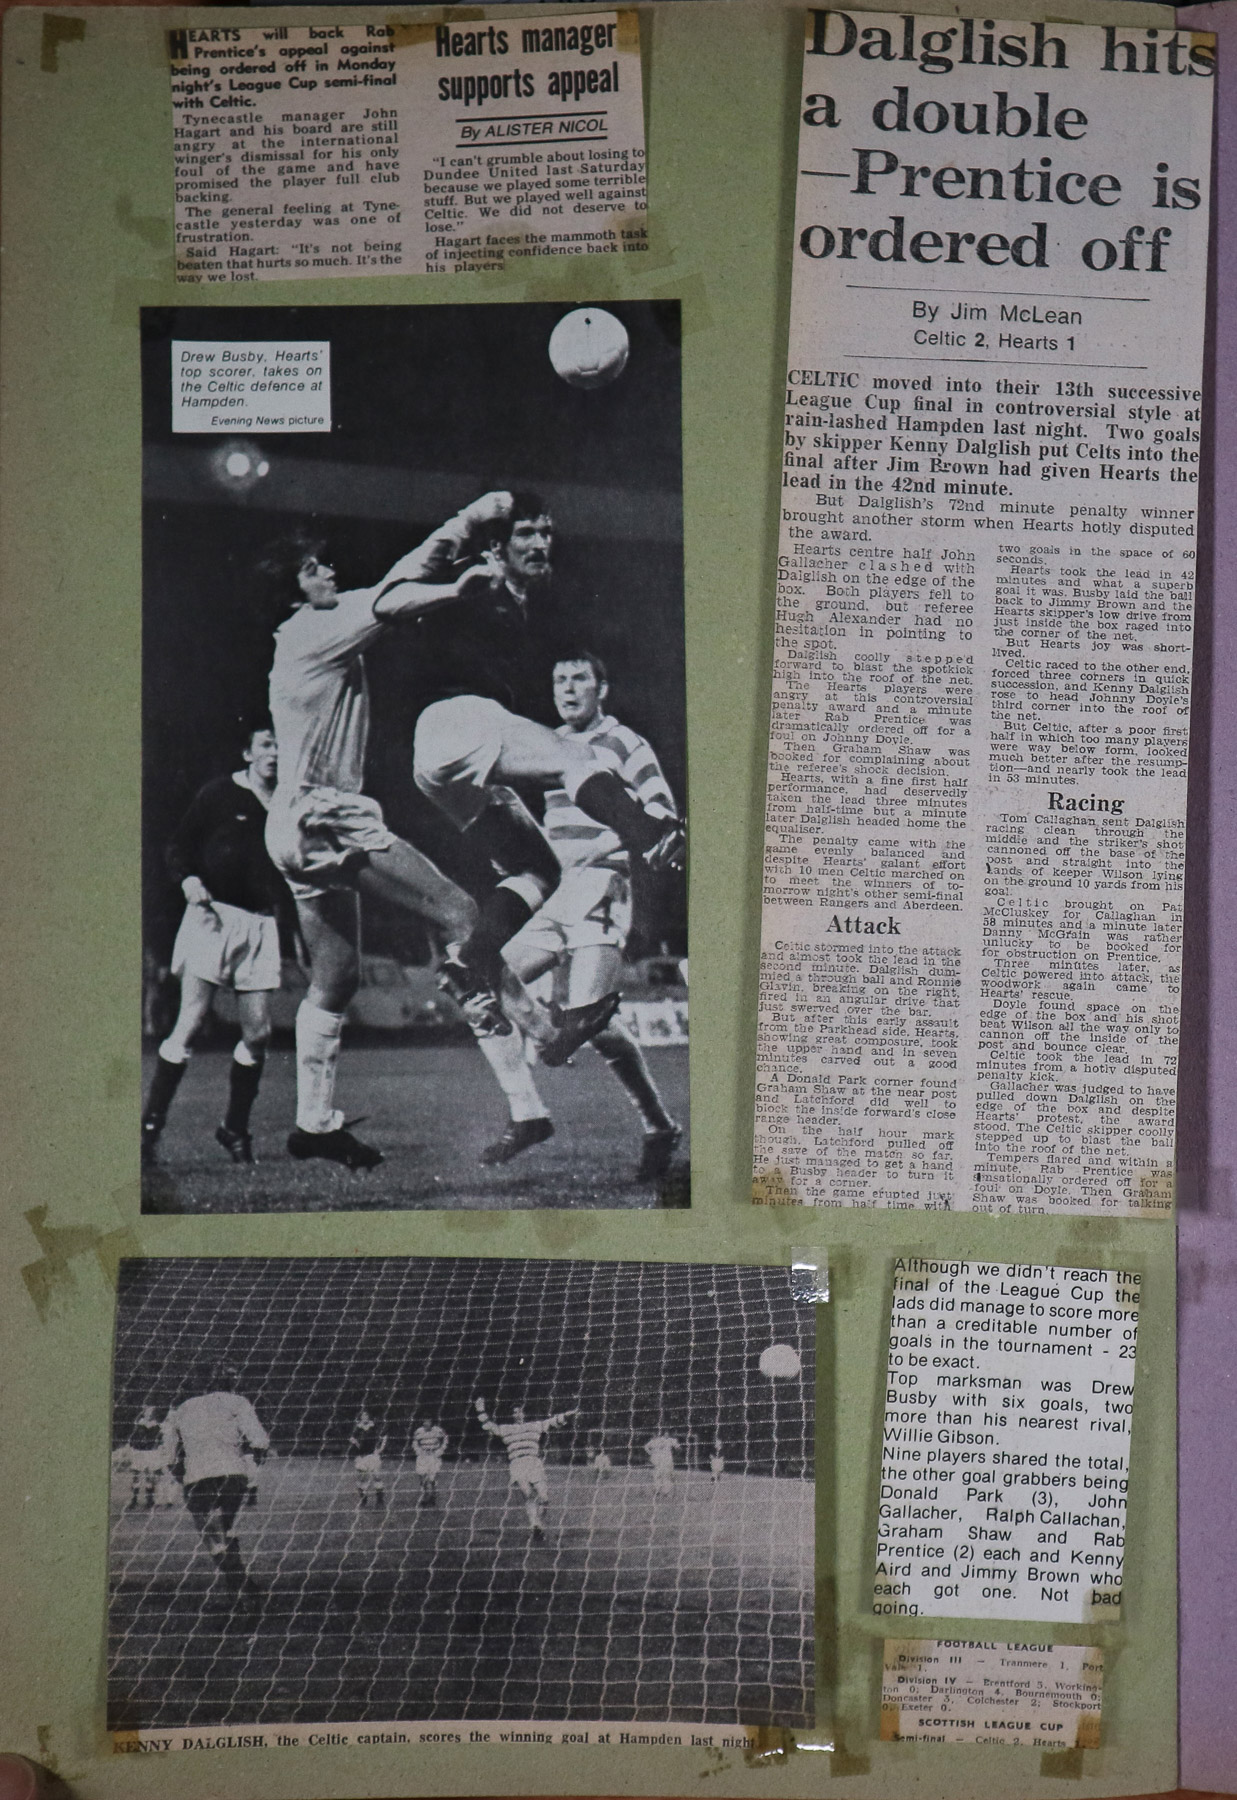 HEARTS will back Rab
Prentice's appeal against
being ordered off in Monday
night's League Cup semi-final
with Celtic.
Tynecastle manager John
Hagart and his board are still
angry at the international
winger's dismissal for his only
foul of the game and have
promised the player full club
backing.
The general feeling at Tyne-
castle yesterday was one of
frustration.
Said Hagart: "It's not being
beaten that hurts so much. It's the
way we lost.
Hearts manager
supports appeal
By ALISTER NICOL
"I can't grumble about losing to
Dundee United last Saturday
because we played some terrible
stuff. But we played well against
Celtic. We did not deserve to
lose."
Hagart faces the mammoth task
of injecting confidence back into
his players
Drew Busby, Hearts'
top scorer, takes on
the Celtic defence at
Hampden.
Evening News picture
4
Dalglish hits
a double
—Prentice is
ordered off
By Jim McLean
Celtic 2, Hearts 1
CELTIC moved into their 13th successive
League Cup final in controversial style at
rain-lashed Hampden last night. Two goals
by skipper Kenny Dalglish put Celts into the
final after Jim Brown had given Hearts the
lead in the 42nd minute.
But Dalglish's 72nd minute penalty winner
brought another storm when Hearts hotly disputed
the award.
Hearts centre half John
Gallacher clashed with
Dalglish on the edge of the
box. Both players fell to
the ground, but referee
Hugh Alexander had no
hesitation in pointing to
the spot.
Dalglish coolly stepped
forward to blast the spotkick
high into the roof of the net.
The Hearts players were
angry at this controversial
penalty award and a minute
later Rab Prentice was
dramatically ordered off for a
foul on Johnny Doyle.
Then Graham Shaw was
booked for complaining about
the referee's shock decision.
Hearts, with a fine first half
performance, had deservedly
taken the lead three minutes
from half-time but a minute
later Dalglish headed home the
equaliser.
The penalty came with the
game evenly balanced and
despite Hearts' galant effort
with 10 men Celtic marched on
to meet the winners of to-
morrow night's other semi-final
between Rangers and Aberdeen.
Attack
Celtic stormed into the attack
and almost took the lead in the
second minute. Dalglish dum-
mied a through ball and Ronnie
Glavin, breaking on the right,
fired in an angular drive that
just swerved over the bar.
But after this early assault
from the Parkhead side, Hearts,
showing great composure, took
the upper hand and in seven
minutes carved out a good
chance.
A Donald Park corner found
Graham Shaw at the near post
and Latchford did well to
block the inside forward's close
range header.
On the half hour mark
though, Latchford pulled off
the save of the match so far.
He just managed to get a hand
to a Busby header to turn it
away for a corner.
Then the game erupted just
minutes from half time with
two goals in the space of 60
seconds.
Hearts took the lead in 42
minutes and what a superb
goal it was. Busby laid the ball
back to Jimmy Brown and the
Hearts skipper's low drive from
just inside the box raged into
the corner of the net.
But Hearts joy was short-
lived.
Celtic raced to the other end,
forced three corners in quick
succession, and Kenny Dalglish
rose to head Johnny Doyle's
third corner into the roof of
the net.
But Celtic, after a poor first
half in which too many players
were way below form, looked
much better after the resump-
tion—and nearly took the lead
in 53 minutes.
Racing
Tom Callaghan sent Dalglish
racing clean through the
middle and the striker's shot
cannoned off the base of the
post and straight into the
hands of keeper Wilson lying
on the ground 10 yards from his
goal.
Celtic brought on Pat
McCluskey for Callaghan in
58 minutes and a minute later
Danny McGrain was rather
unlucky to be booked for
for obstruction on Prentice.
Three minutes later, as
Celtic powered into attack, the
woodwork again came to
Hearts' rescue.
Doyle found space on the
edge of the box and his shot
beat Wilson all the way only to
cannon off the inside of the
post and bounce clear.
Celtic took the lead in 72
minutes from a hotly disputed
penalty kick.
Gallacher was judged to have
pulled down Dalglish on the
edge of the box and despite
Hearts' protest, the award
stood. The Celtic skipper coolly
stepped up to blast the ball
into the roof of the net.
Tempers flared and within a
minute, Rab Prentice was
sensationally ordered off for a
foul on Doyle. Then Graham
Shaw was booked for talking
out of turn.
KENNY DALGLISH, the Celtic captain, scores the winning goal at Hampden last night
Although we didn't reach the
final of the League Cup the
lads did manage to score more
than a creditable number of
goals in the tournament - 23
to be exact.
Top marksman was Drew
Busby with six goals, two
more than his nearest rival,
Willie Gibson.
Nine players shared the total,
the other goal grabbers being
Donald Park (3), John
Gallacher, Ralph Callachan,
Graham Shaw and Rab
Prentice (2) each and Kenny
Aird and Jimmy Brown who
each got one. Not bad
going.
FOOTBALL LEAGUE
Division III — Tranmere 1, Port
Vale 1.
Division IV — Brentford 3, Working-
ton 0; Darlington 4, Bournemouth 0;
Doncaster 3, Colchester 2; Stockport
0, Exeter 0.
SCOTTISH LEAGUE CUP
Semi-final — Celtic 2, Hearts 1.